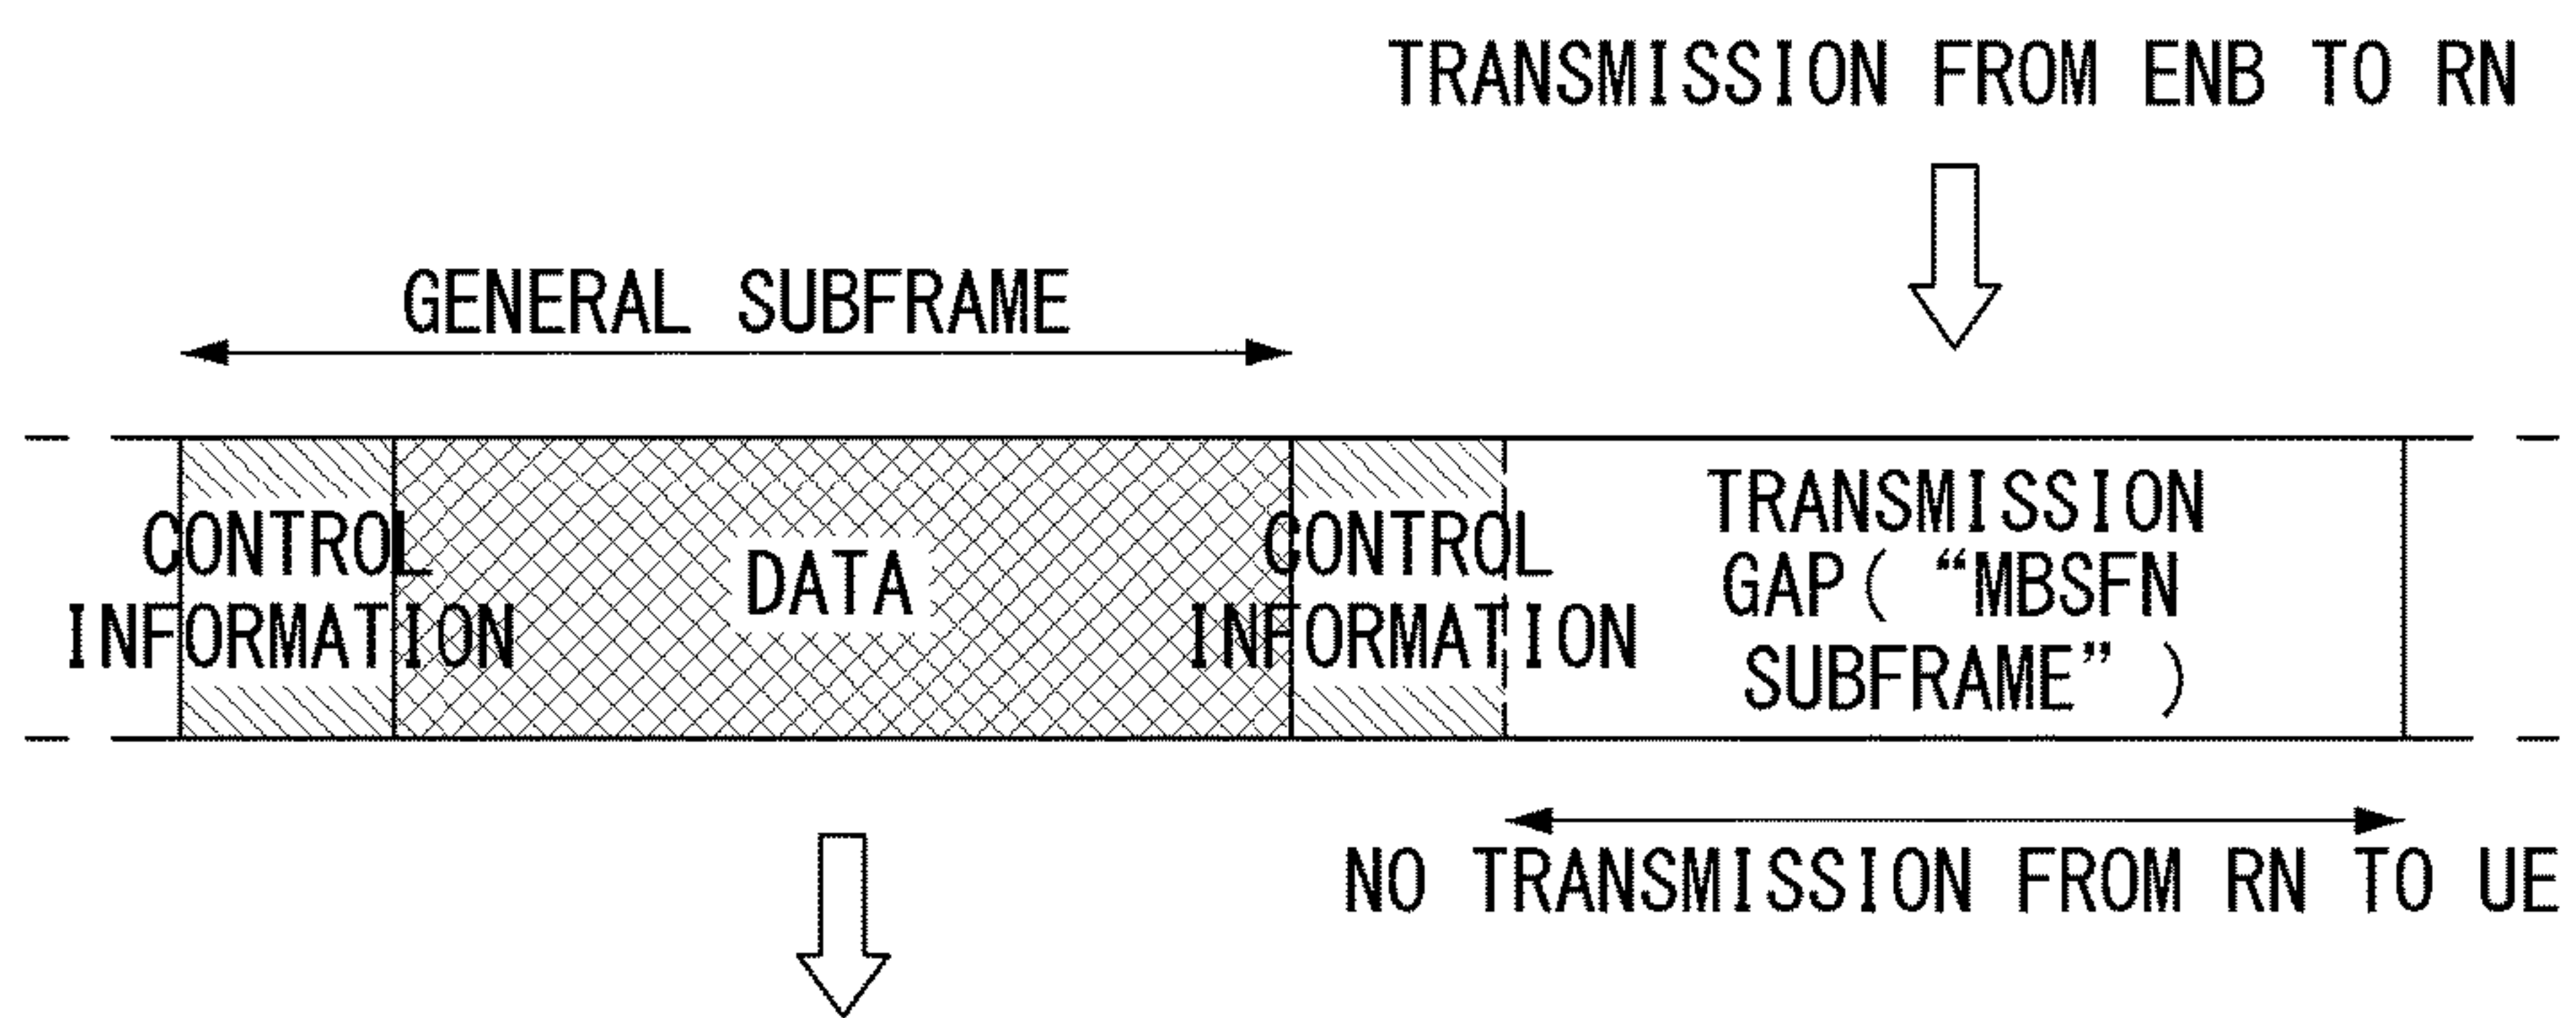 TRANSMISSION FROM ENB TO RN
GENERAL SUBFRAME
CONTROL
INFORMATION
DATA
CONTROL
INFORMATION
TRANSMISSION
GAP( “MBSFN
SUBFRAME” )
NO TRANSMISSION FROM RN TO UE